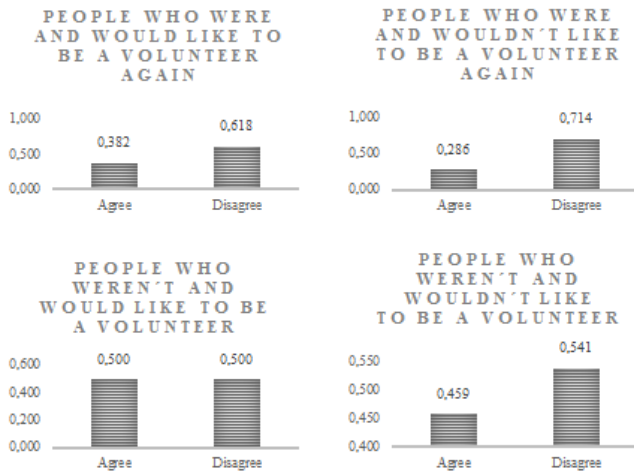 PEOPLE WHO WERE
AND WOULD LIKE TO
BE A VOLUNTEER
AGAIN
1,000
0,500
0,000
0,382
0,618
Agree
Disagree
PEOPLE WHO WERE
AND WOULDN´T LIKE
TO BE A VOLUNTEER
AGAIN
1,000
0,500
0,000
0,286
0,714
Agree
Disagree
PEOPLE WHO
WEREN´T AND
WOULD LIKE TO BE
A VOLUNTEER
0,600
0,400
0,200
0,000
0,500
0,500
Agree
Disagree
PEOPLE WHO
WEREN´T AND
WOULDN´T LIKE
TO BE A VOLUNTEER
0,550
0,500
0,450
0,400
0,459
0,541
Agree
Disagree